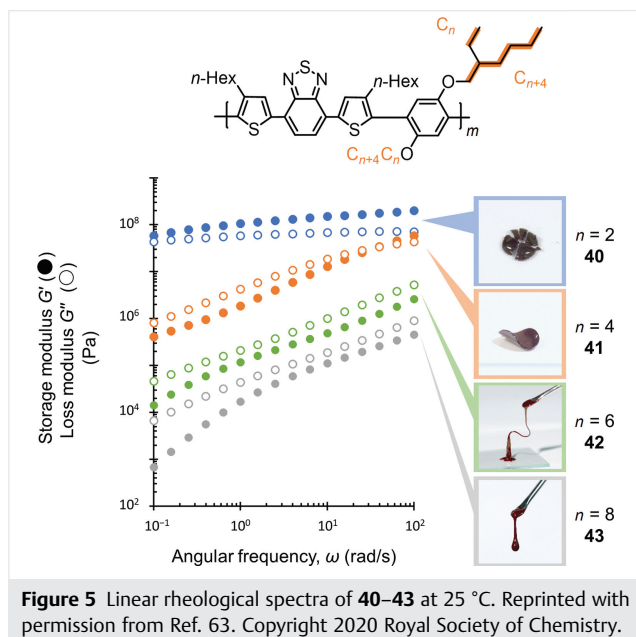 Cₙ
n-Hex
N
S
N
n-Hex
O
Cₙ₊₄
S
S
m
Cₙ₊₄CₙO
Storage modulus G′ (●)
Loss modulus G″ (○)
(Pa)
10⁸
10⁶
10⁴
10²
10⁻¹
10⁰
10¹
10²
Angular frequency, ω (rad/s)
n = 2
40
n = 4
41
n = 6
42
n = 8
43
Figure 5 Linear rheological spectra of 40–43 at 25 °C. Reprinted with
permission from Ref. 63. Copyright 2020 Royal Society of Chemistry.